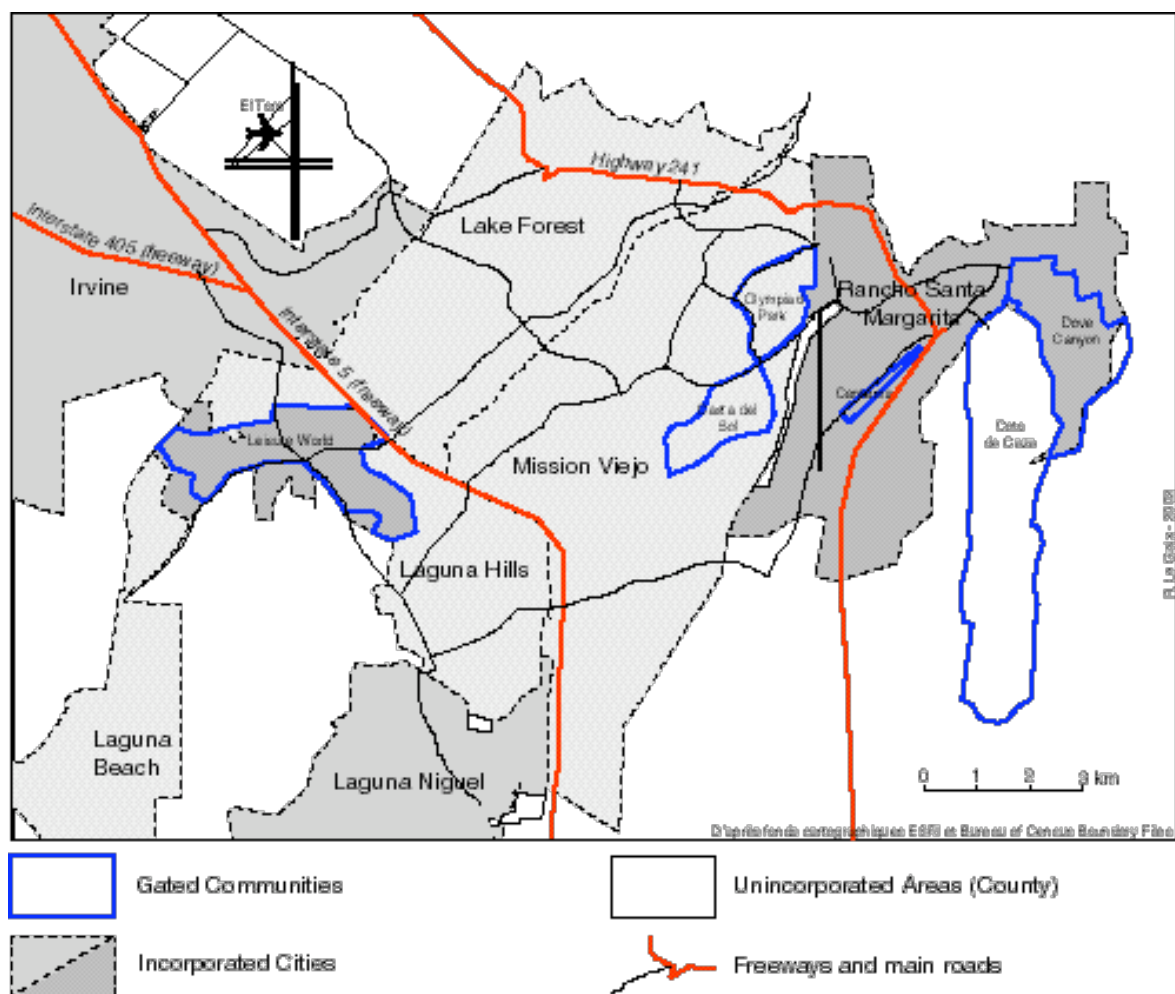 El Toro
Highway 241
Lake Forest
Interstate 405 (freeway)
Irvine
Interstate 5 (freeway)
Olympiad
Park
Rancho Santa
Margarita
Dove
Canyon
Leisure World
del
Sol
Mission Viejo
Coto
de Caza
Laguna Hills
Laguna
Beach
Laguna Niguel
0 1 2 3 km
D'après fonds cartographiques ESRI et Bureau of Census Boundary Files
R. Le Goix - 2002
Gated Communities
Unincorporated Areas (County)
Incorporated Cities
Freeways and main roads